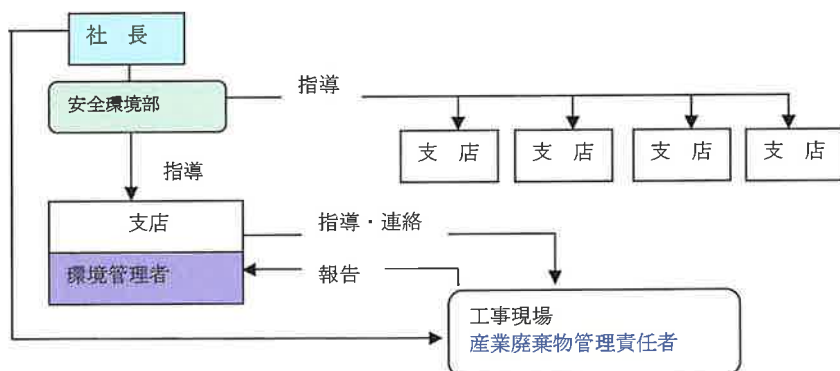 社　長
安全環境部
指導
支　店
支　店
支　店
支　店
指導
支店
指導・連絡
環境管理者
報告
工事現場
産業廃棄物管理責任者